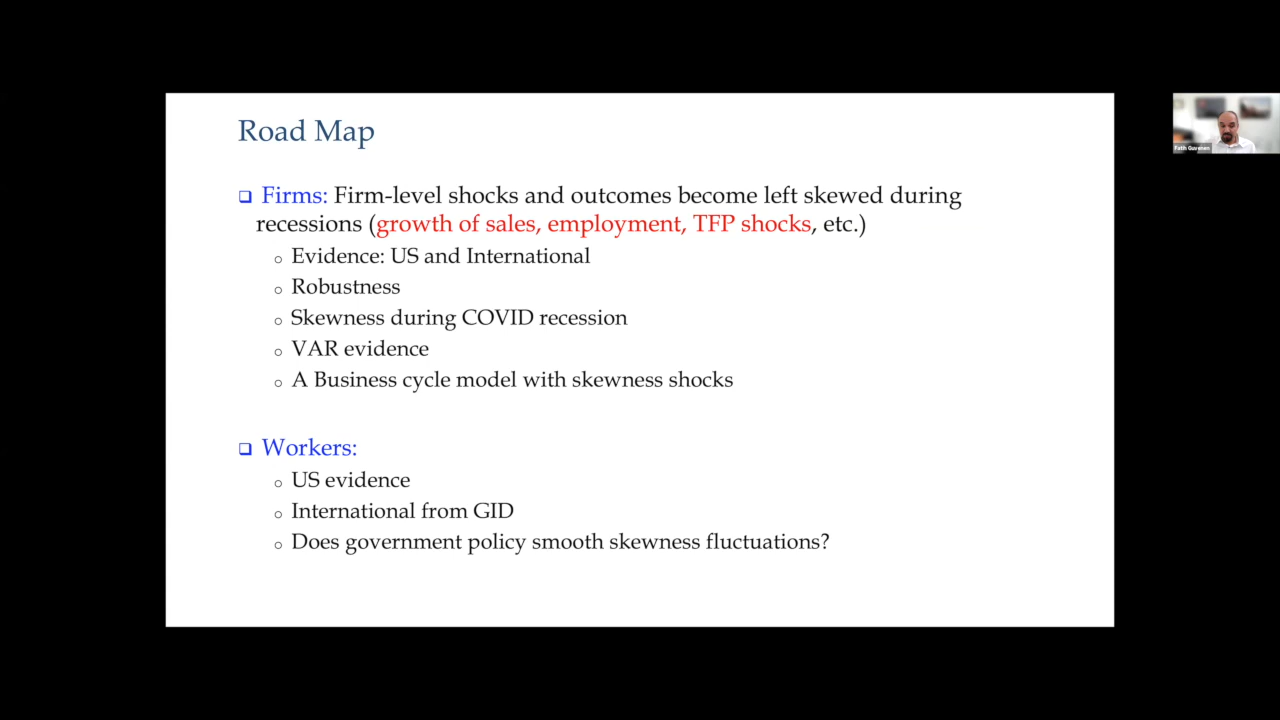 Road Map
Firms: Firm-level shocks and outcomes become left skewed during
recessions (growth of sales, employment, TFP shocks, etc.)
Evidence: US and International
Robustness
Skewness during COVID recession
VAR evidence
A Business cycle model with skewness shocks
Workers:
US evidence
International from GID
Does government policy smooth skewness fluctuations?
Fatih Guvenen